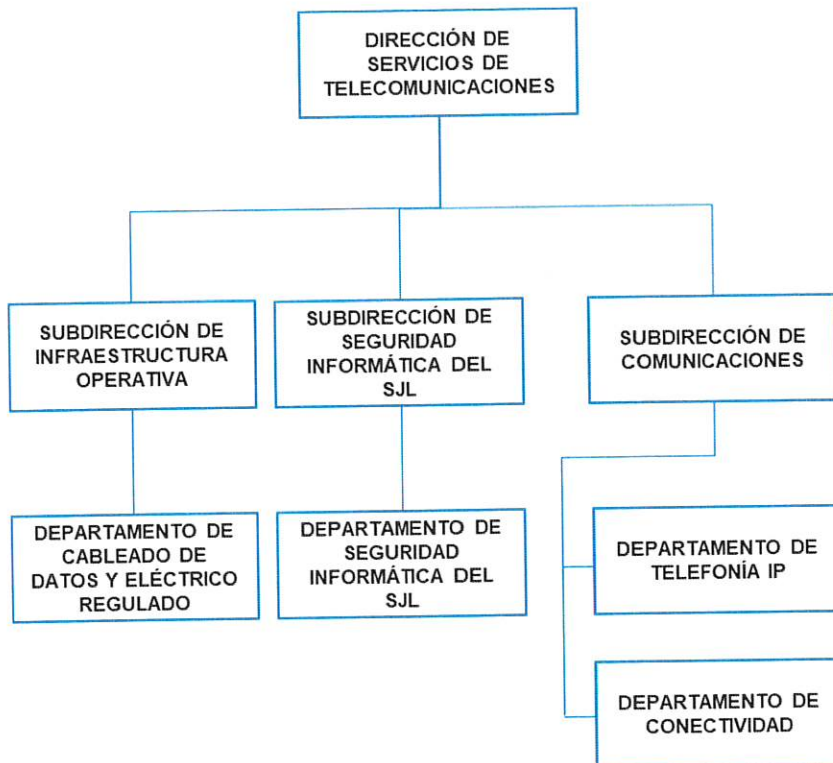 DIRECCIÓN DE
SERVICIOS DE
TELECOMUNICACIONES
SUBDIRECCIÓN DE
INFRAESTRUCTURA
OPERATIVA
SUBDIRECCIÓN DE
SEGURIDAD
INFORMÁTICA DEL
SJL
SUBDIRECCIÓN DE
COMUNICACIONES
DEPARTAMENTO DE
CABLEADO DE
DATOS Y ELÉCTRICO
REGULADO
DEPARTAMENTO DE
SEGURIDAD
INFORMÁTICA DEL
SJL
DEPARTAMENTO DE
TELEFONÍA IP
DEPARTAMENTO DE
CONECTIVIDAD